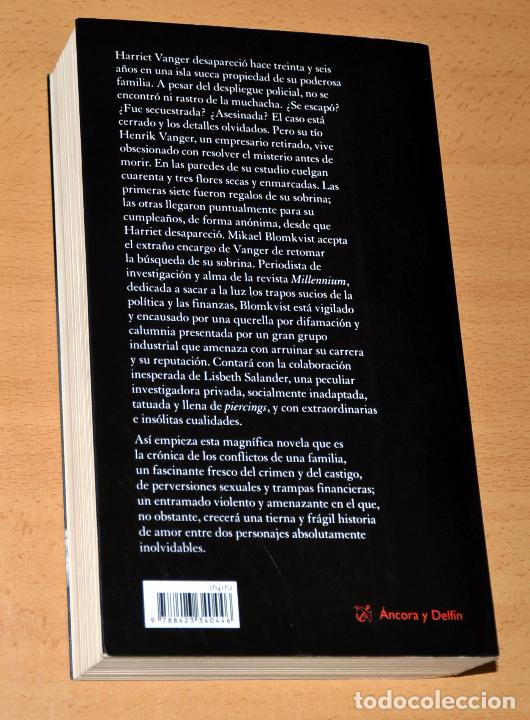 Harriet Vanger desapareció hace treinta y seis
años en una isla sueca propiedad de su poderosa
familia. A pesar del despliegue policial, no se
encontró ni rastro de la muchacha. ¿Se escapó?
¿Fue secuestrada? ¿Asesinada? El caso está
cerrado y los detalles olvidados. Pero su tío
Henrik Vanger, un empresario retirado, vive
obsesionado con resolver el misterio antes de
morir. En las paredes de su estudio cuelgan
cuarenta y tres flores secas y enmarcadas. Las
primeras siete fueron regalos de su sobrina;
las otras llegaron puntualmente para su
cumpleaños, de forma anónima, desde que
Harriet desapareció. Mikael Blomkvist acepta
el extraño encargo de Vanger de retomar
la búsqueda de su sobrina. Periodista de
investigación y alma de la revista Millennium,
dedicada a sacar a la luz los trapos sucios de la
política y las finanzas, Blomkvist está vigilado
y encausado por una querella por difamación y
calumnia presentada por un gran grupo
industrial que amenaza con arruinar su carrera
y su reputación. Contará con la colaboración
inesperada de Lisbeth Salander, una peculiar
investigadora privada, socialmente inadaptada,
tatuada y llena de piercings, y con extraordinarias
e insólitas cualidades.
Así empieza esta magnífica novela que es
la crónica de los conflictos de una familia,
un fascinante fresco del crimen y del castigo,
de perversiones sexuales y trampas financieras;
un entramado violento y amenazante en el que,
no obstante, crecerá una tierna y frágil historia
de amor entre dos personajes absolutamente
inolvidables.
164162
9 788423 340446
Áncora y Delfín
todocoleccion.net